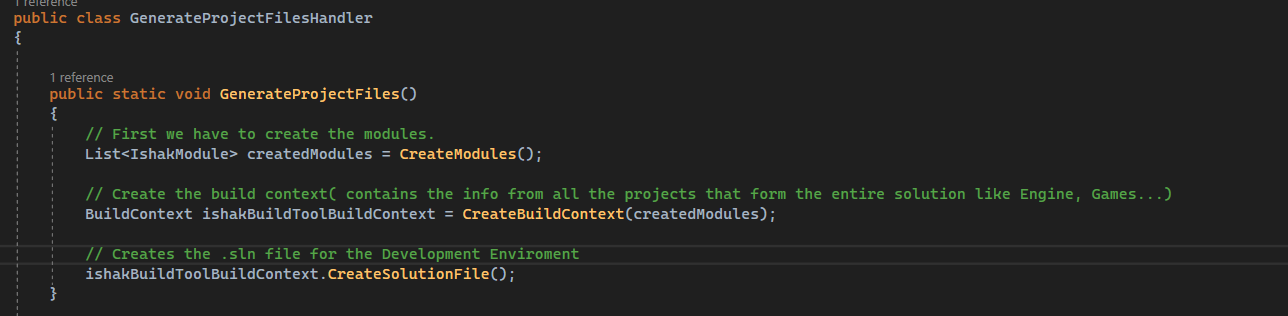 1 reference
public class GenerateProjectFilesHandler
{
1 reference
public static void GenerateProjectFiles()
{
// First we have to create the modules.
List<IshakModule> createdModules = CreateModules();
// Create the build context( contains the info from all the projects that form the entire solution like Engine, Games...)
BuildContext ishakBuildToolBuildContext = CreateBuildContext(createdModules);
// Creates the .sln file for the Development Enviroment
ishakBuildToolBuildContext.CreateSolutionFile();
}